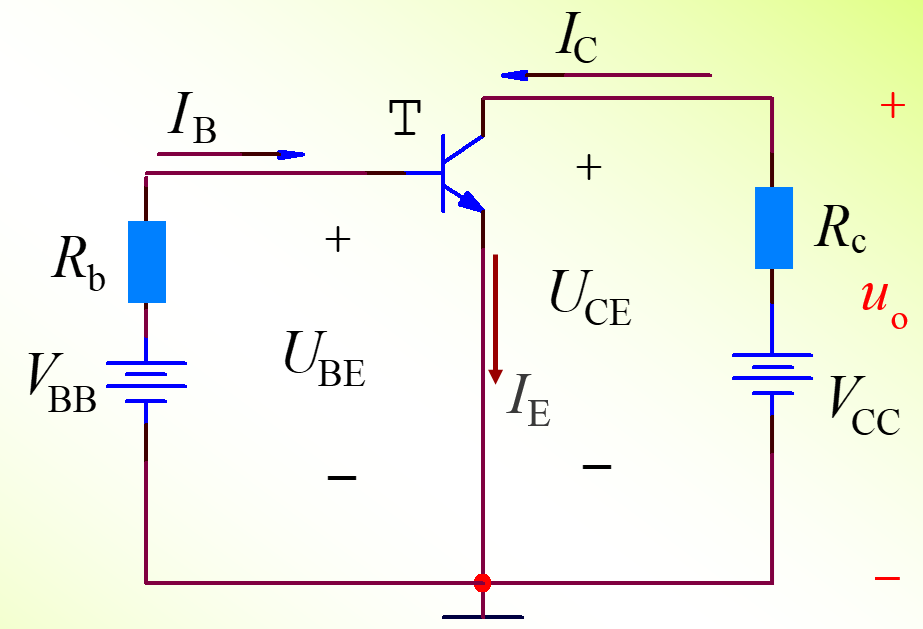 I_C
I_B
T
+
+
+
R_b
R_c
U_BE
U_CE
u_o
V_BB
I_E
V_CC
−
−
−